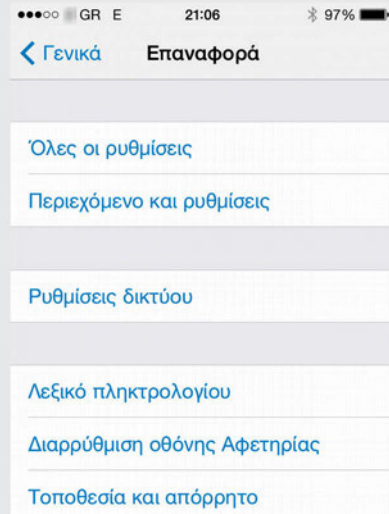 GR E 21:06 97%
Γενικά Επαναφορά
Όλες οι ρυθμίσεις
Περιεχόμενο και ρυθμίσεις
Ρυθμίσεις δικτύου
Λεξικό πληκτρολογίου
Διαρρύθμιση οθόνης Αφετηρίας
Τοποθεσία και απόρρητο